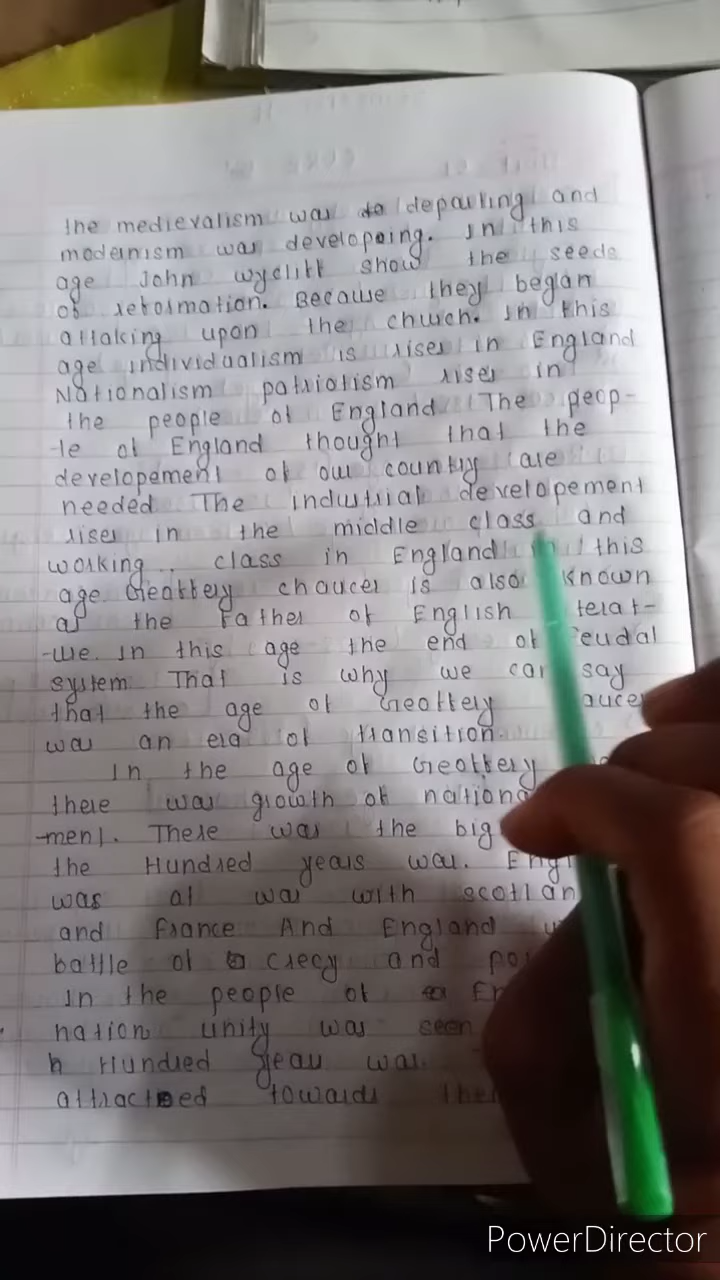 the medievalism was to departing and
modernism was developeing. In this
age John wycliff show the seeds
of reformation. Because they began
attaking upon the church. In this
age individualism is rises in England
Nationalism patriotism rises in
the people of England The peop-
-le of England thought that the
developement of our country are
needed The industrial developement
rises in the middle class and
working class in England in this
age. Geoffery chaucer is also known
as the Father of English
In this age the end of feudal
system That is why we can say
that the age of Geoffery
was an era of transition.
In the age of Geoffery
there was growth of
-ment. There was the big
the Hundred years war.
was at war with
and France And England
battle of crecy and
In the people of
nation unity was seen
h Hundred year war.
attracted towards
PowerDirector